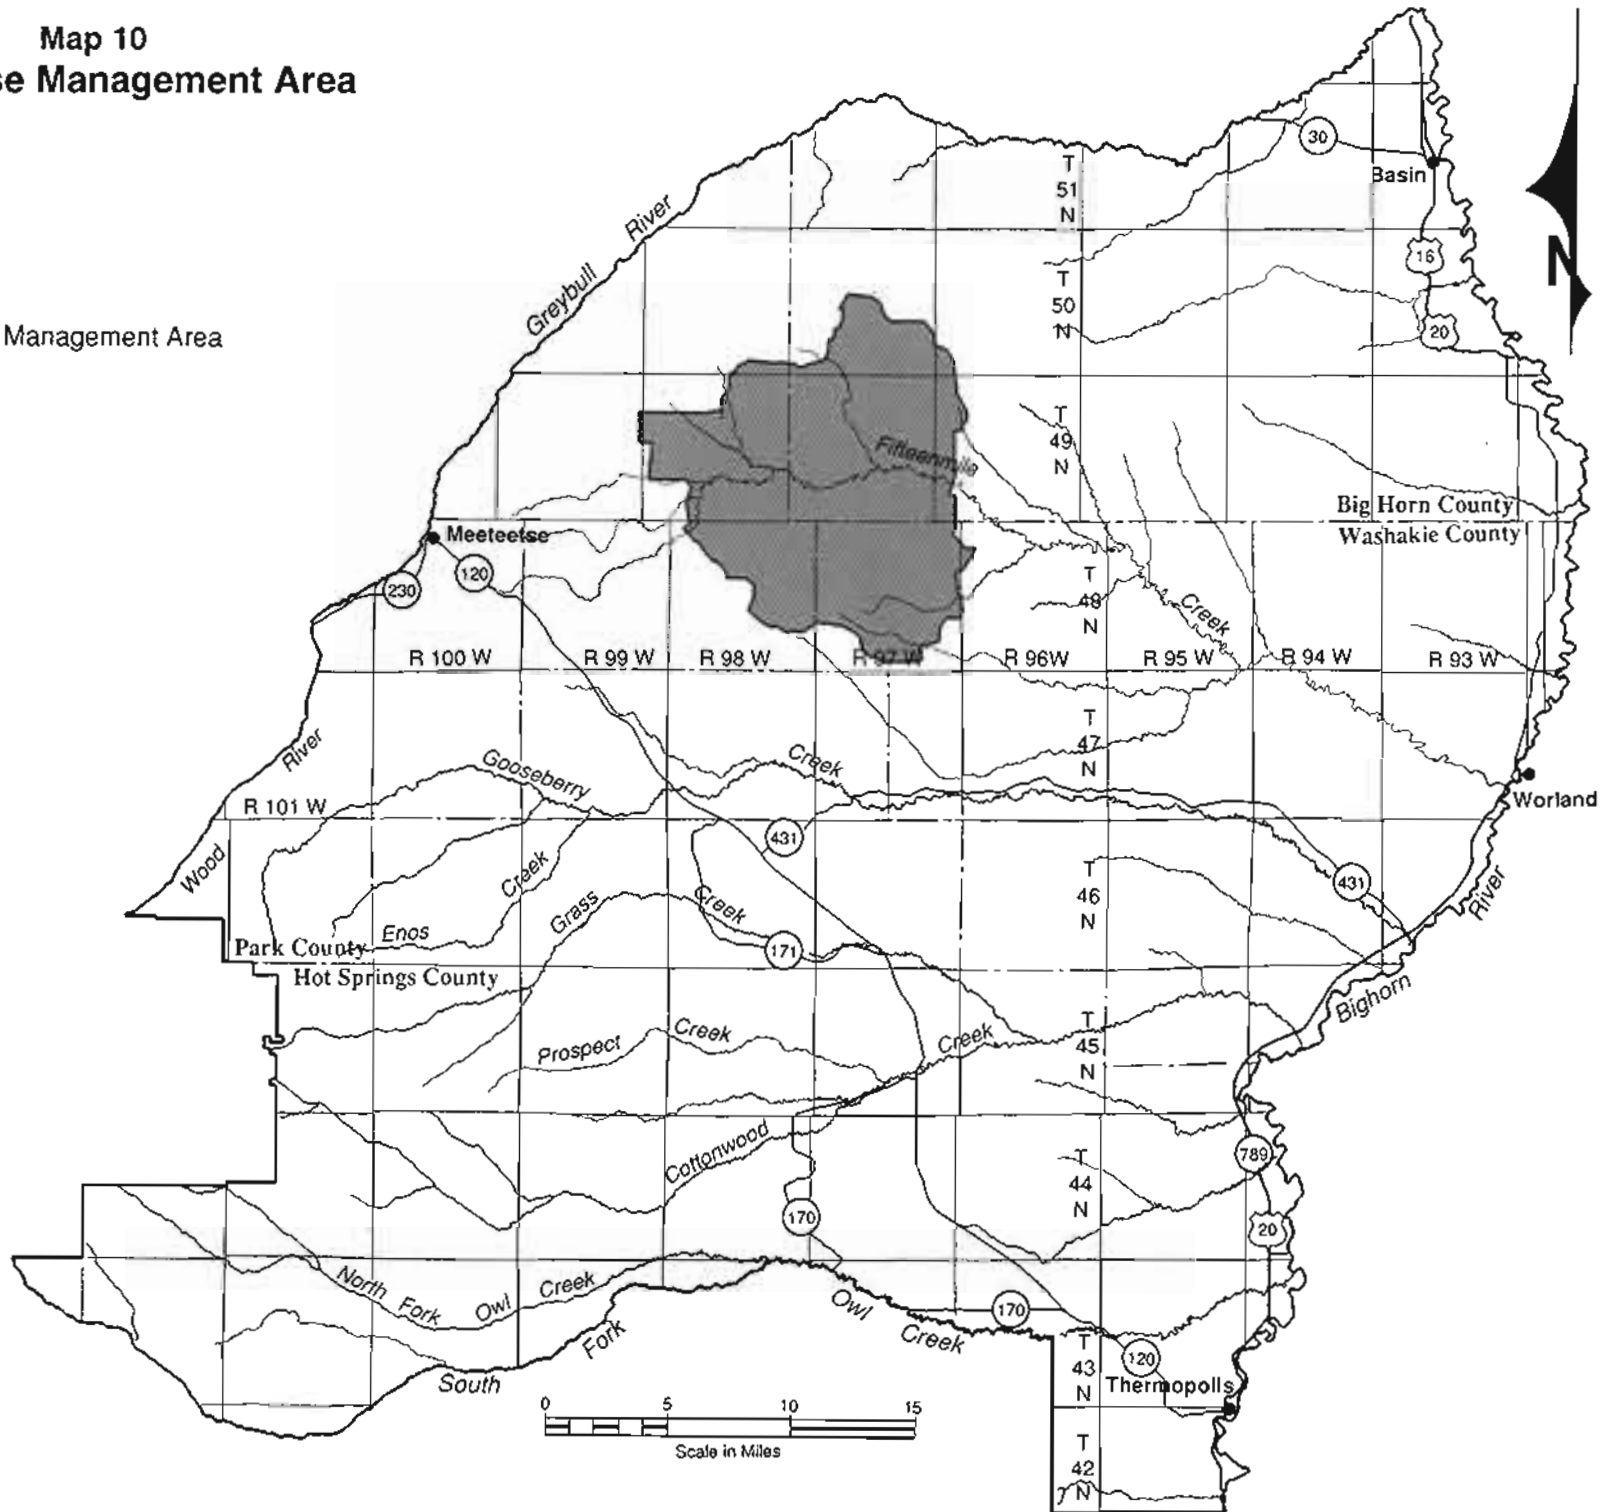 Map 10
se Management Area
Management Area
N
30
Basin
T
51
N
River
Greybull
16
T
50
N
20
T
49
N
Fifteenmile
Big Horn County
Washakie County
Meeteetse
120
230
T
48
N
Creek
R 100 W
R 99 W
R 98 W
R 97 W
R 96W
R 95 W
R 94 W
R 93 W
T
47
N
River
Gooseberry
Creek
R 101 W
Worland
431
Wood
Creek
T
46
N
431
River
Grass
Creek
Enos
171
Park County
Hot Springs County
Bighorn
T
45
N
Prospect
Creek
Creek
Cottonwood
789
T
44
N
170
20
North
Fork
Owl
Creek
Owl
Creek
170
Fork
South
T
43
N
120
Thermopolls
0 5 10 15
Scale in Miles
T
42
N